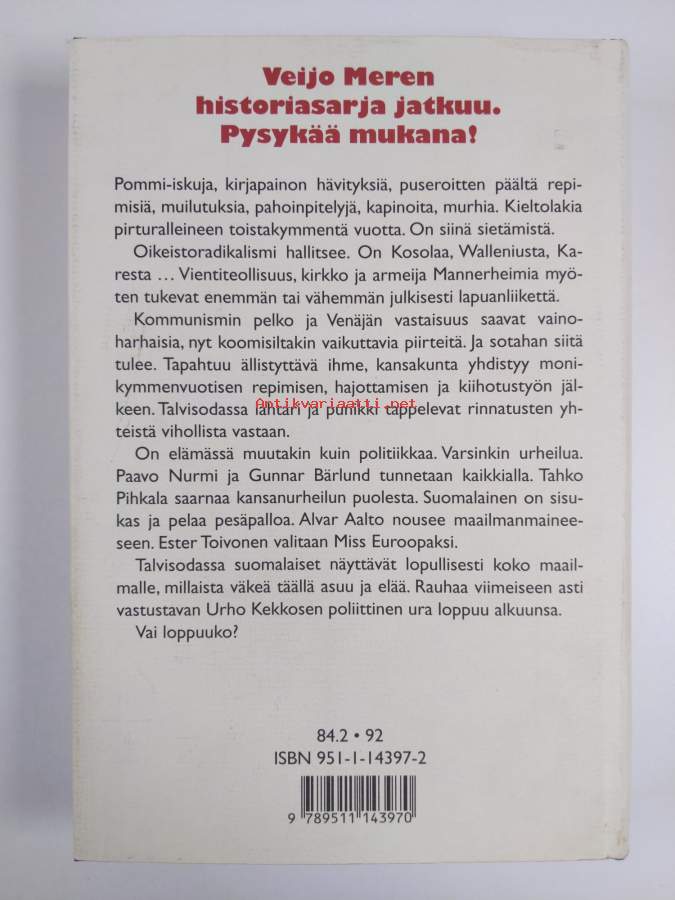 Veijo Meren
historiasarja jatkuu.
Pysykää mukana!
Pommi-iskuja, kirjapainon hävityksiä, puseroitten päältä repi-
misiä, muilutuksia, pahoinpitelyjä, kapinoita, murhia. Kieltolakia
pirturalleineen toistakymmentä vuotta. On siinä sietämistä.
Oikeistoradikalismi hallitsee. On Kosolaa, Walleniusta, Ka-
resta ... Vientiteollisuus, kirkko ja armeija Mannerheimia myö-
ten tukevat enemmän tai vähemmän julkisesti lapuanliikettä.
Kommunismin pelko ja Venäjän vastaisuus saavat vaino-
harhaisia, nyt koomisiltakin vaikuttavia piirteitä. Ja sotahan siitä
tulee. Tapahtuu ällistyttävä ihme, kansakunta yhdistyy moni-
kymmenvuotisen repimisen, hajottamisen ja kiihotustyön jäl-
keen. Talvisodassa lahtari ja punikki tappelevat rinnatusten yh-
teistä vihollista vastaan.
Antikvariaatti.net
On elämässä muutakin kuin politiikkaa. Varsinkin urheilua.
Paavo Nurmi ja Gunnar Bärlund tunnetaan kaikkialla. Tahko
Pihkala saarnaa kansanurheilun puolesta. Suomalainen on sisu-
kas ja pelaa pesäpalloa. Alvar Aalto nousee maailmanmainee-
seen. Ester Toivonen valitaan Miss Euroopaksi.
Talvisodassa suomalaiset näyttävät lopullisesti koko maail-
malle, millaista väkeä täällä asuu ja elää. Rauhaa viimeiseen asti
vastustavan Urho Kekkosen poliittinen ura loppuu alkuunsa.
Vai loppuuko?
84.2 • 92
ISBN 951-1-14397-2
9 789511 143970